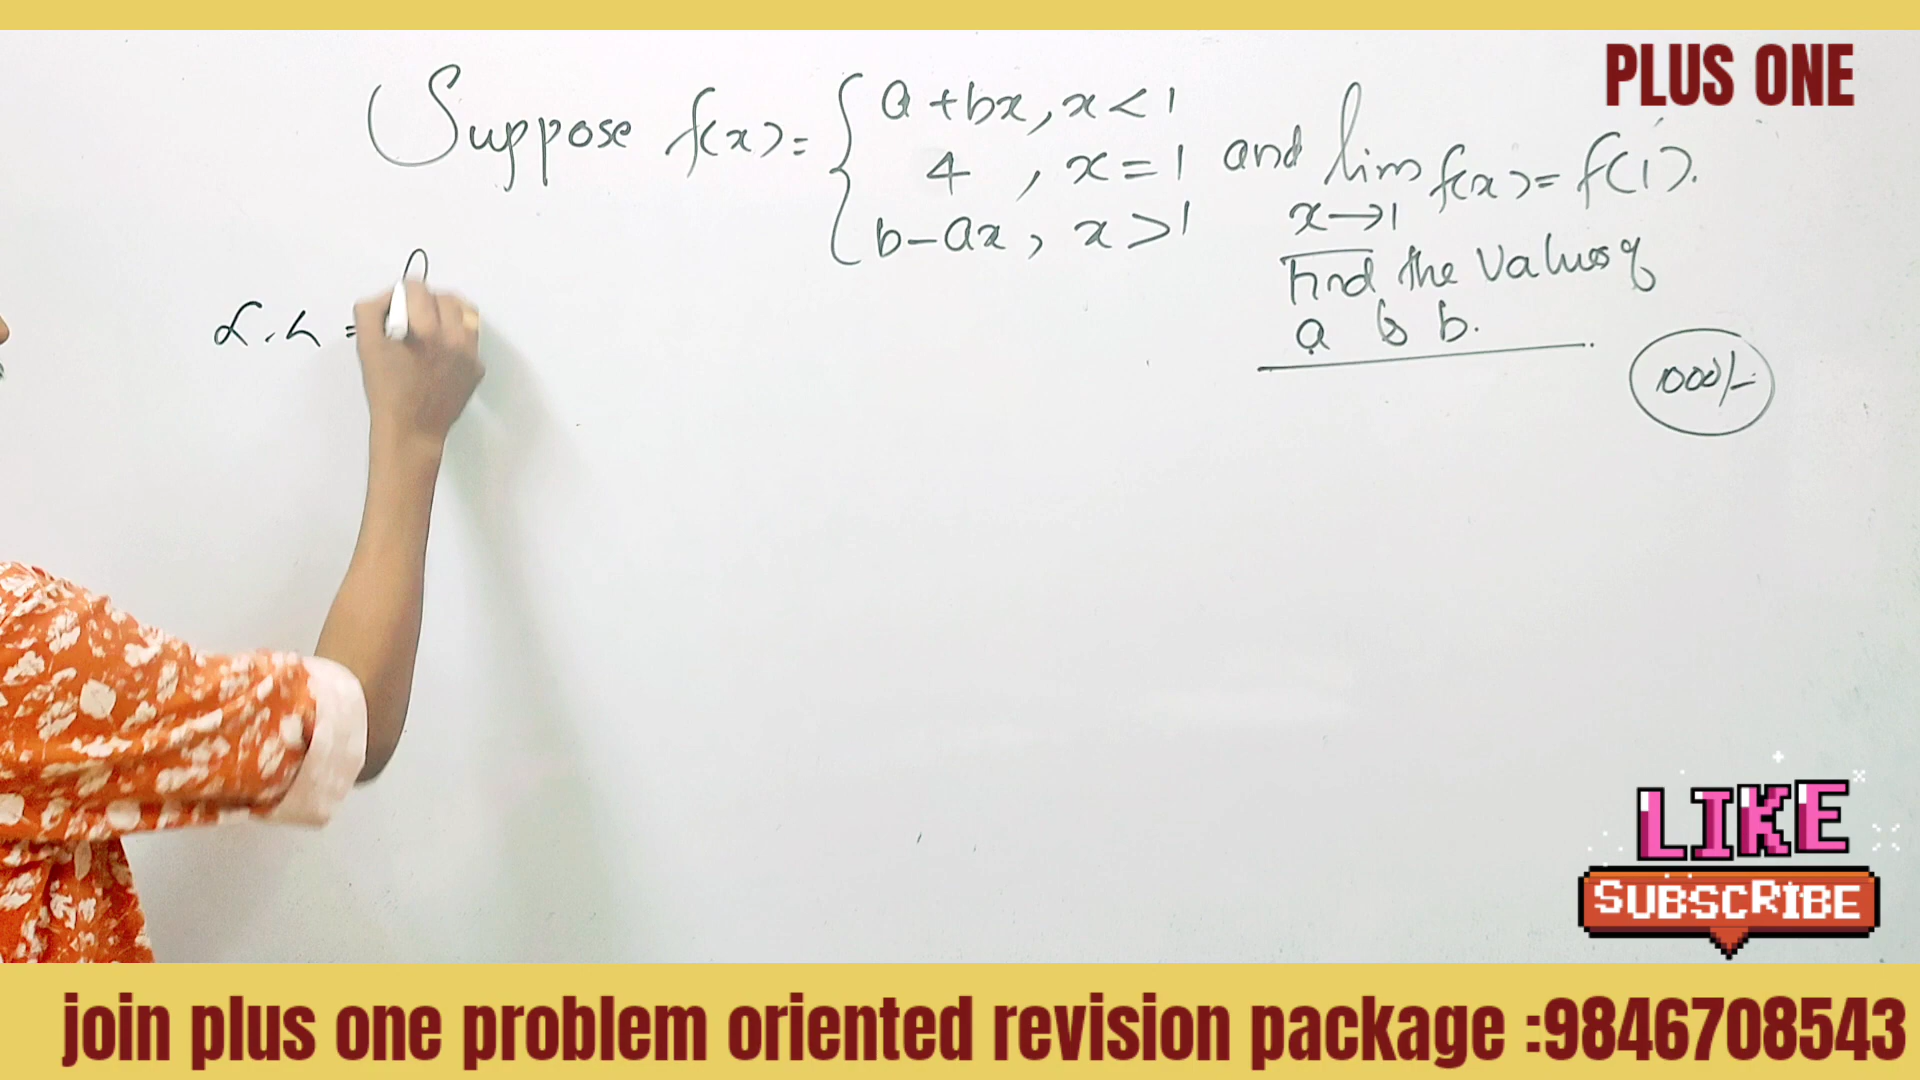 PLUS ONE
Suppose f(x) = { a + bx, x < 1
4, x = 1 and lim f(x) = f(1).
b - ax, x > 1 x → 1
Find the values of
a & b.
1000/-
L.L =
LIKE
SUBSCRIBE
join plus one problem oriented revision package :9846708543